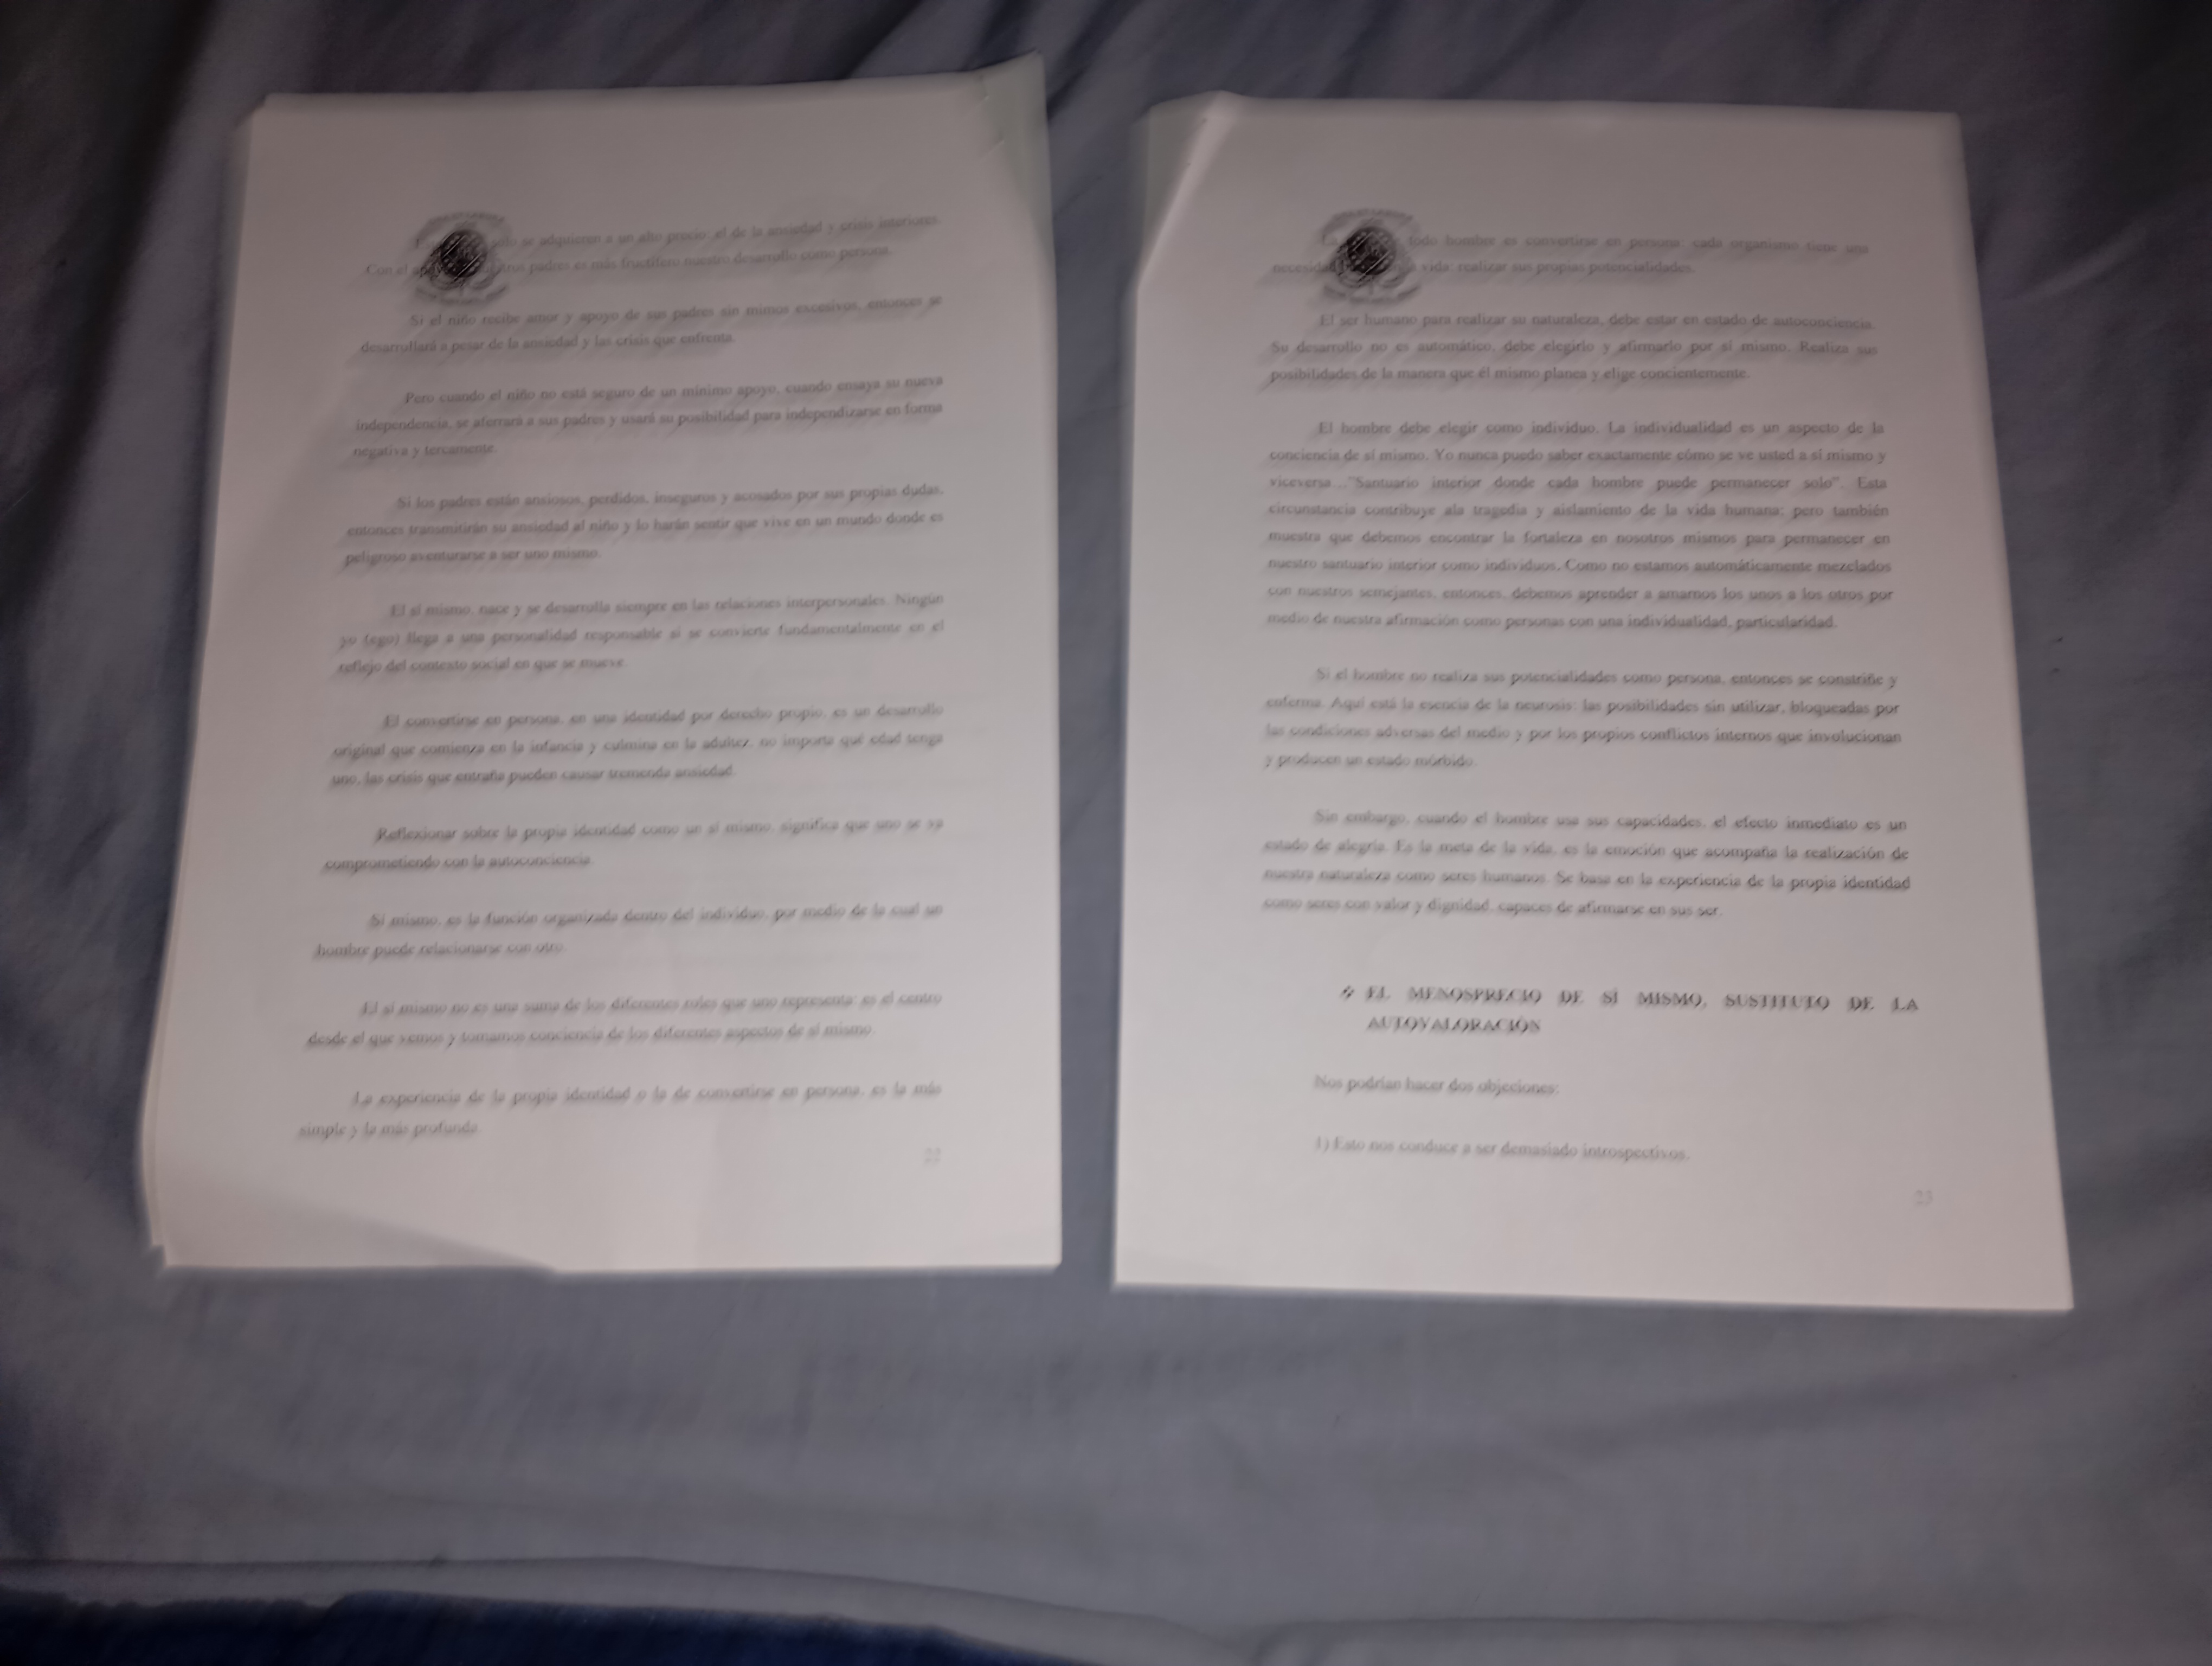 se adquieren a un alto precio: el de la ansiedad y crisis interiores.
Con el padres es más fructífero nuestro desarrollo como persona.
Si el niño recibe amor y apoyo de sus padres sin mimos excesivos, entonces se
desarrollará a pesar de la ansiedad y las crisis que enfrenta.
Pero cuando el niño no está seguro de un mínimo apoyo, cuando ensaya su nueva
independencia, se aferrará a sus padres y usará su posibilidad para independizarse en forma
negativa y tercamente.
Si los padres están ansiosos, perdidos, inseguros y acosados por sus propias dudas,
entonces transmitirán su ansiedad al niño y lo harán sentir que vive en un mundo donde es
peligroso aventurarse a ser uno mismo.
El sí mismo, nace y se desarrolla siempre en las relaciones interpersonales. Ningún
yo (ego) llega a una personalidad responsable si se convierte fundamentalmente en el
reflejo del contexto social en que se mueve.
El convertirse en persona, en una identidad por derecho propio, es un desarrollo
original que comienza en la infancia y culmina en la adultez, no importa qué edad tenga
uno, las crisis que entraña pueden causar tremenda ansiedad.
Reflexionar sobre la propia identidad como un sí mismo, significa que uno se va
comprometiendo con la autoconciencia.
Sí mismo, es la función organizada dentro del individuo, por medio de la cual un
hombre puede relacionarse con otro.
El sí mismo no es una suma de los diferentes roles que uno representa: es el centro
desde el que vemos y tomamos conciencia de los diferentes aspectos de sí mismo.
La experiencia de la propia identidad o la de convertirse en persona, es la más
simple y la más profunda.
22
todo hombre es convertirse en persona: cada organismo tiene una
vida: realizar sus propias potencialidades.
El ser humano para realizar su naturaleza, debe estar en estado de autoconciencia.
Su desarrollo no es automático, debe elegirlo y afirmarlo por sí mismo. Realiza sus
posibilidades de la manera que él mismo planea y elige concientemente.
El hombre debe elegir como individuo. La individualidad es un aspecto de la
conciencia de sí mismo. Yo nunca puedo saber exactamente cómo se ve usted a sí mismo y
viceversa..."Santuario interior donde cada hombre puede permanecer solo". Esta
circunstancia contribuye ala tragedia y aislamiento de la vida humana; pero también
muestra que debemos encontrar la fortaleza en nosotros mismos para permanecer en
nuestro santuario interior como individuos. Como no estamos automáticamente mezclados
con nuestros semejantes, entonces, debemos aprender a amarnos los unos a los otros por
medio de nuestra afirmación como personas con una individualidad, particularidad.
Si el hombre no realiza sus potencialidades como persona, entonces se constriñe y
enferma. Aquí está la esencia de la neurosis: las posibilidades sin utilizar, bloqueadas por
las condiciones adversas del medio y por los propios conflictos internos que involucionan
y producen un estado mórbido.
Sin embargo, cuando el hombre usa sus capacidades, el efecto inmediato es un
estado de alegría. Es la meta de la vida, es la emoción que acompaña la realización de
nuestra naturaleza como seres humanos. Se basa en la experiencia de la propia identidad
como seres con valor y dignidad, capaces de afirmarse en sus ser.
EL MENOSPRECIO DE SÍ MISMO, SUSTITUTO DE LA
AUTOVALORACIÓN
Nos podrían hacer dos objeciones:
1) Esto nos conduce a ser demasiado introspectivos.
23